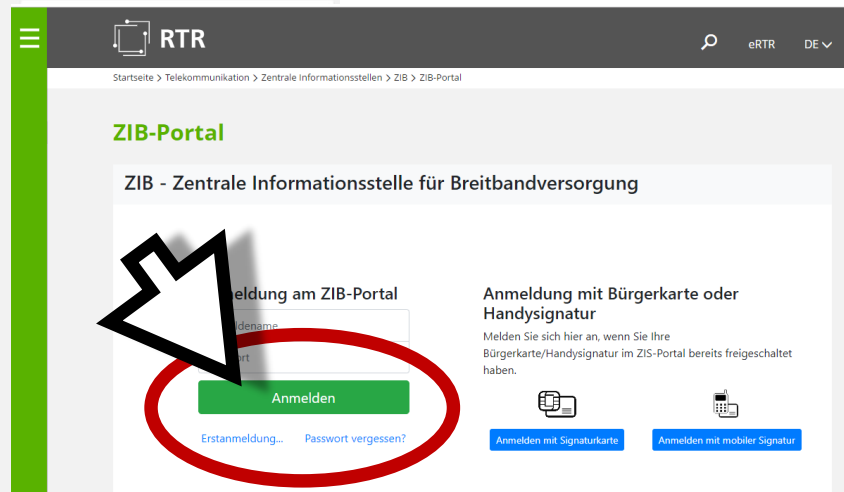 RTR
eRTR
DE
Startseite > Telekommunikation > Zentrale Informationsstellen > ZIB > ZIB-Portal
ZIB-Portal
ZIB - Zentrale Informationsstelle für Breitbandversorgung
eldung am ZIB-Portal
ldename
ort
Anmelden
Erstanmeldung...
Passwort vergessen?
Anmeldung mit Bürgerkarte oder
Handysignatur
Melden Sie sich hier an, wenn Sie Ihre
Bürgerkarte/Handysignatur im ZIS-Portal bereits freigeschaltet
haben.
Anmelden mit Signaturkarte
Anmelden mit mobiler Signatur